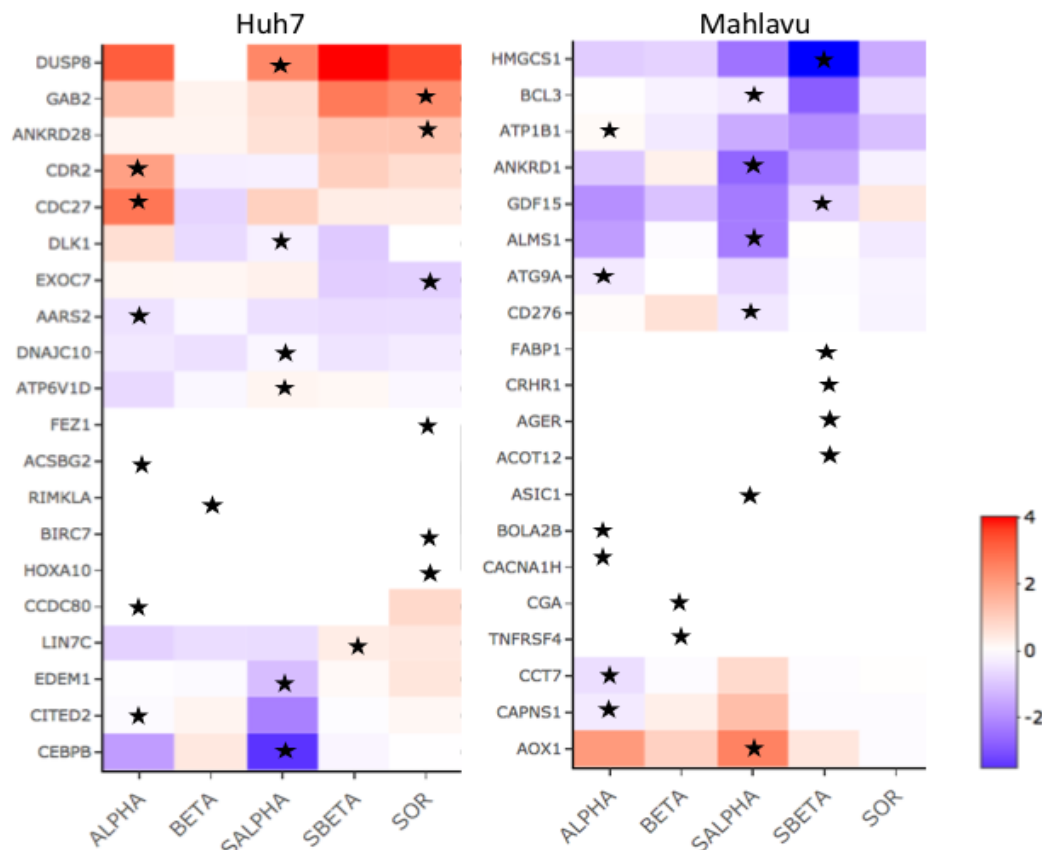 Huh7
DUSP8
GAB2
ANKRD28
CDR2
CDC27
DLK1
EXOC7
AARS2
DNAJC10
ATP6V1D
FEZ1
ACSBG2
RIMKLA
BIRC7
HOXA10
CCDC80
LIN7C
EDEM1
CITED2
CEBPB
ALPHA
BETA
SALPHA
SBETA
SOR
Mahlavu
HMGCS1
BCL3
ATP1B1
ANKRD1
GDF15
ALMS1
ATG9A
CD276
FABP1
CRHR1
AGER
ACOT12
ASIC1
BOLA2B
CACNA1H
CGA
TNFRSF4
CCT7
CAPNS1
AOX1
ALPHA
BETA
SALPHA
SBETA
SOR
4
2
0
-2